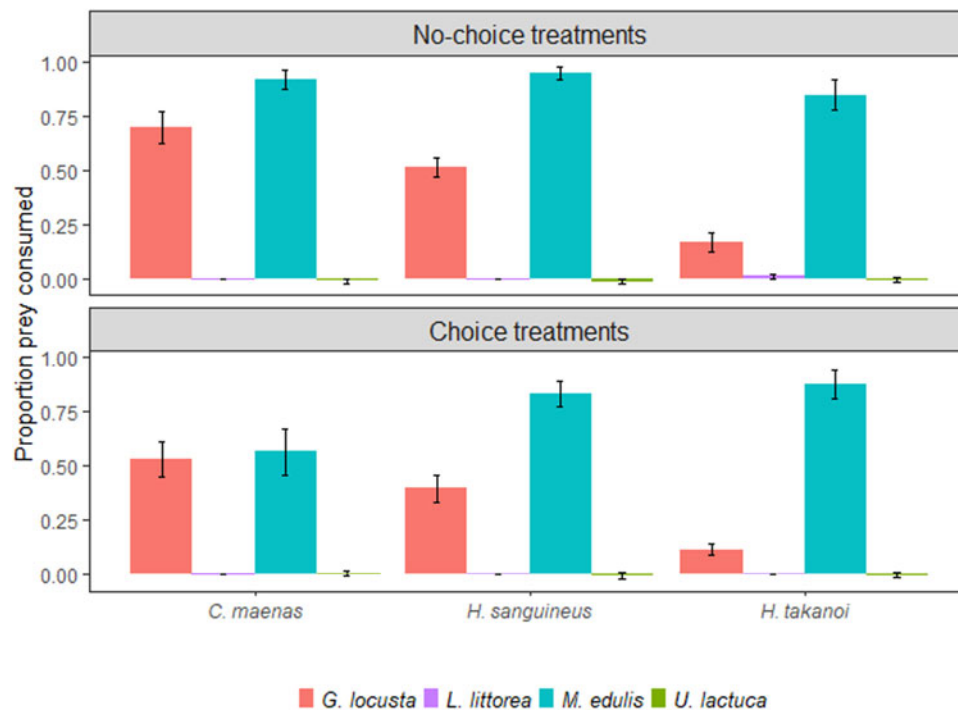 No-choice treatments
1.00
0.75
0.50
0.25
0.00
Proportion prey consumed
Choice treatments
1.00
0.75
0.50
0.25
0.00
C. maenas H. sanguineus H. takanoi
G. locusta L. littorea M. edulis U. lactuca